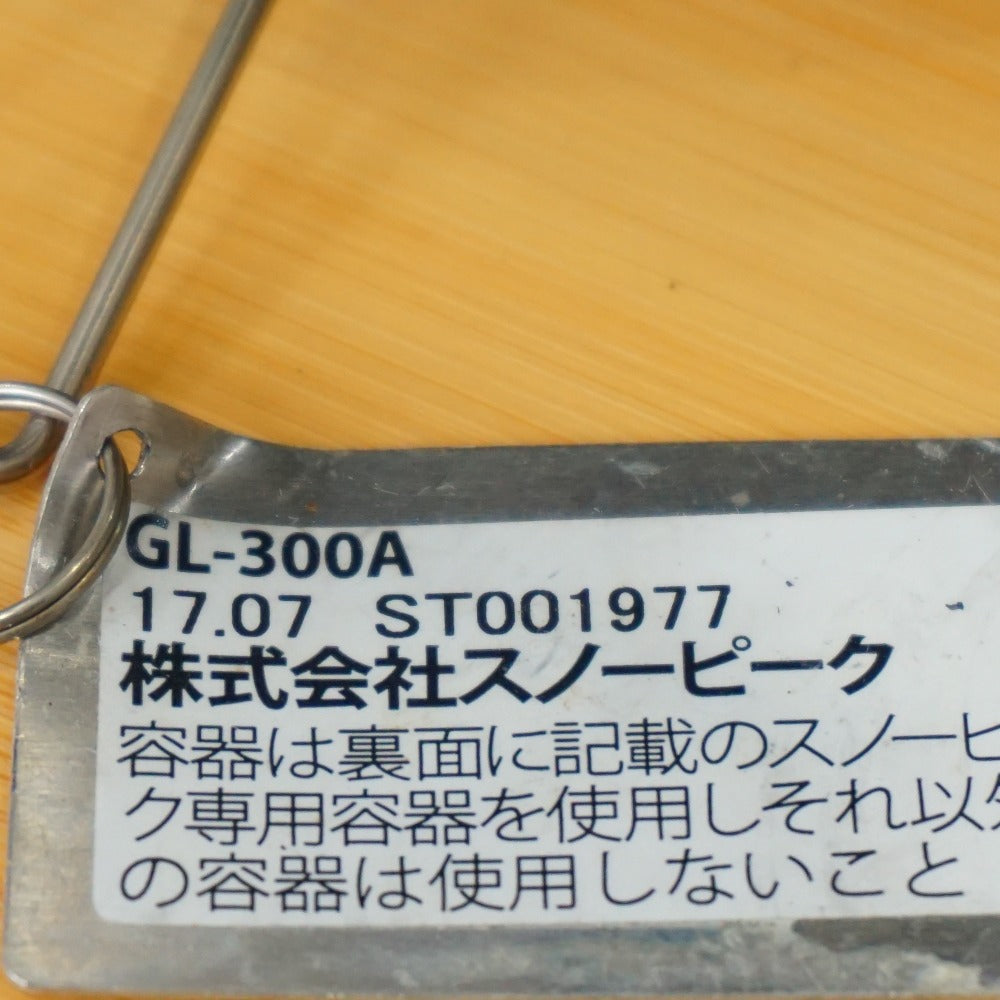 GL-300A
17.07 ST001977
株式会社スノーピーク
容器は裏面に記載のスノーピ
ク専用容器を使用しそれ以外
の容器は使用しないこと